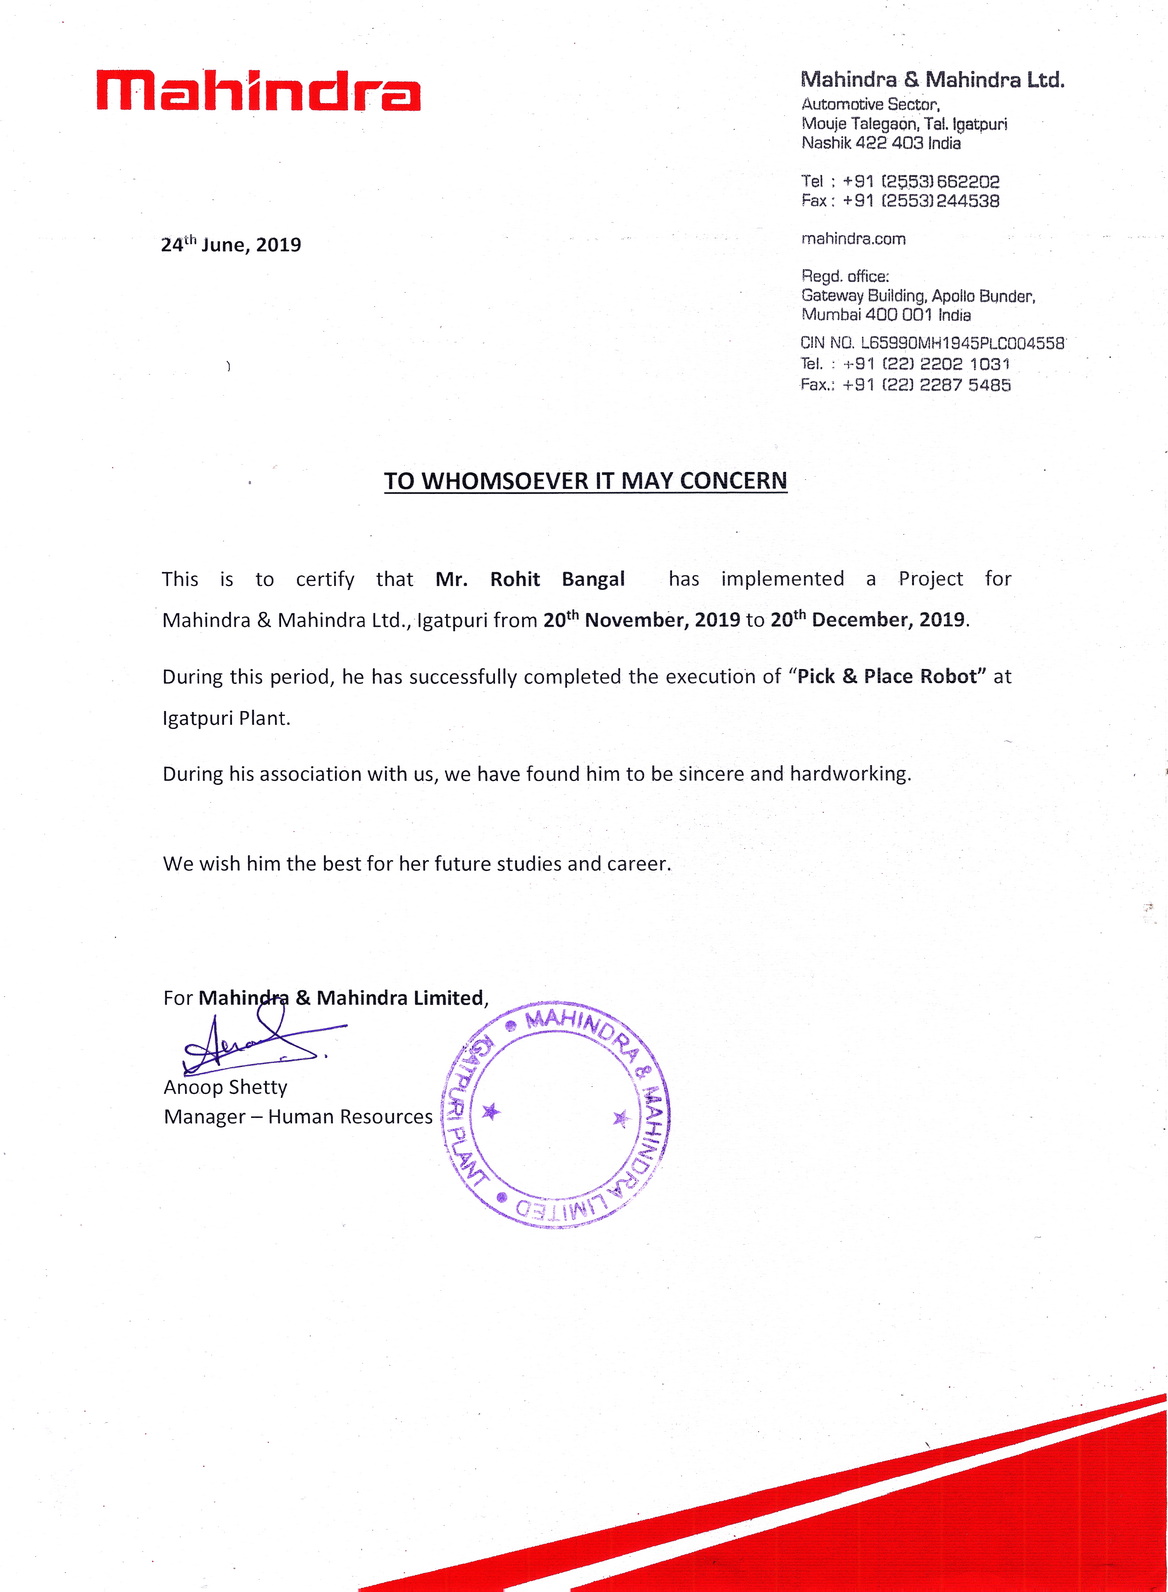 mahindra
Mahindra & Mahindra Ltd.
Automotive Sector,
Mouje Talegaon, Tal. Igatpuri
Nashik 422 403 India
Tel : +91 (2553) 662202
Fax : +91 (2553) 244538
mahindra.com
Regd. office:
Gateway Building, Apollo Bunder,
Mumbai 400 001 India
CIN NO. L65990MH1945PLC004558
Tel. : +91 (22) 2202 1031
Fax.: +91 (22) 2287 5485
24th June, 2019
TO WHOMSOEVER IT MAY CONCERN
This is to certify that Mr. Rohit Bangal has implemented a Project for
Mahindra & Mahindra Ltd., Igatpuri from 20th November, 2019 to 20th December, 2019.
During this period, he has successfully completed the execution of “Pick & Place Robot” at
Igatpuri Plant.
During his association with us, we have found him to be sincere and hardworking.
We wish him the best for her future studies and career.
For Mahindra & Mahindra Limited,
Anoop Shetty
Manager – Human Resources
MAHINDRA & MAHINDRA LIMITED
IGATPURI PLANT